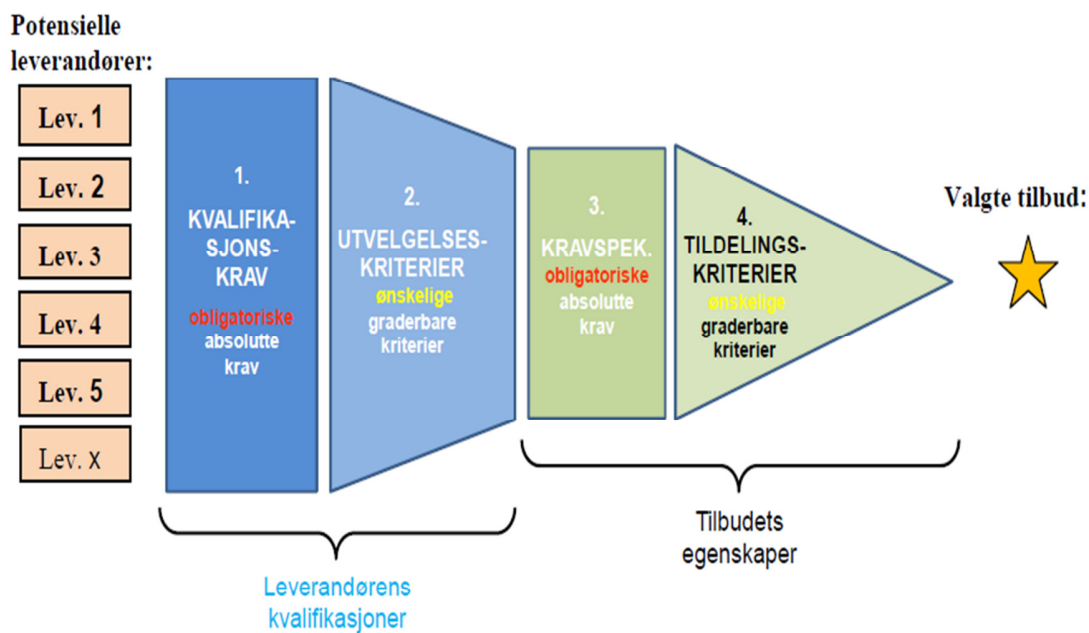 Potensielle
leverandører:
Lev. 1
Lev. 2
Lev. 3
Lev. 4
Lev. 5
Lev. x
1.
KVALIFIKA-
SJONS-
KRAV
obligatoriske
absolutte
krav
2.
UTVELGELSES-
KRITERIER
ønskelige
graderbare
kriterier
3.
KRAVSPEK.
obligatoriske
absolutte
krav
4.
TILDELINGS-
KRITERIER
ønskelige
graderbare
kriterier
Valgte tilbud:
Leverandørens
kvalifikasjoner
Tilbudets
egenskaper